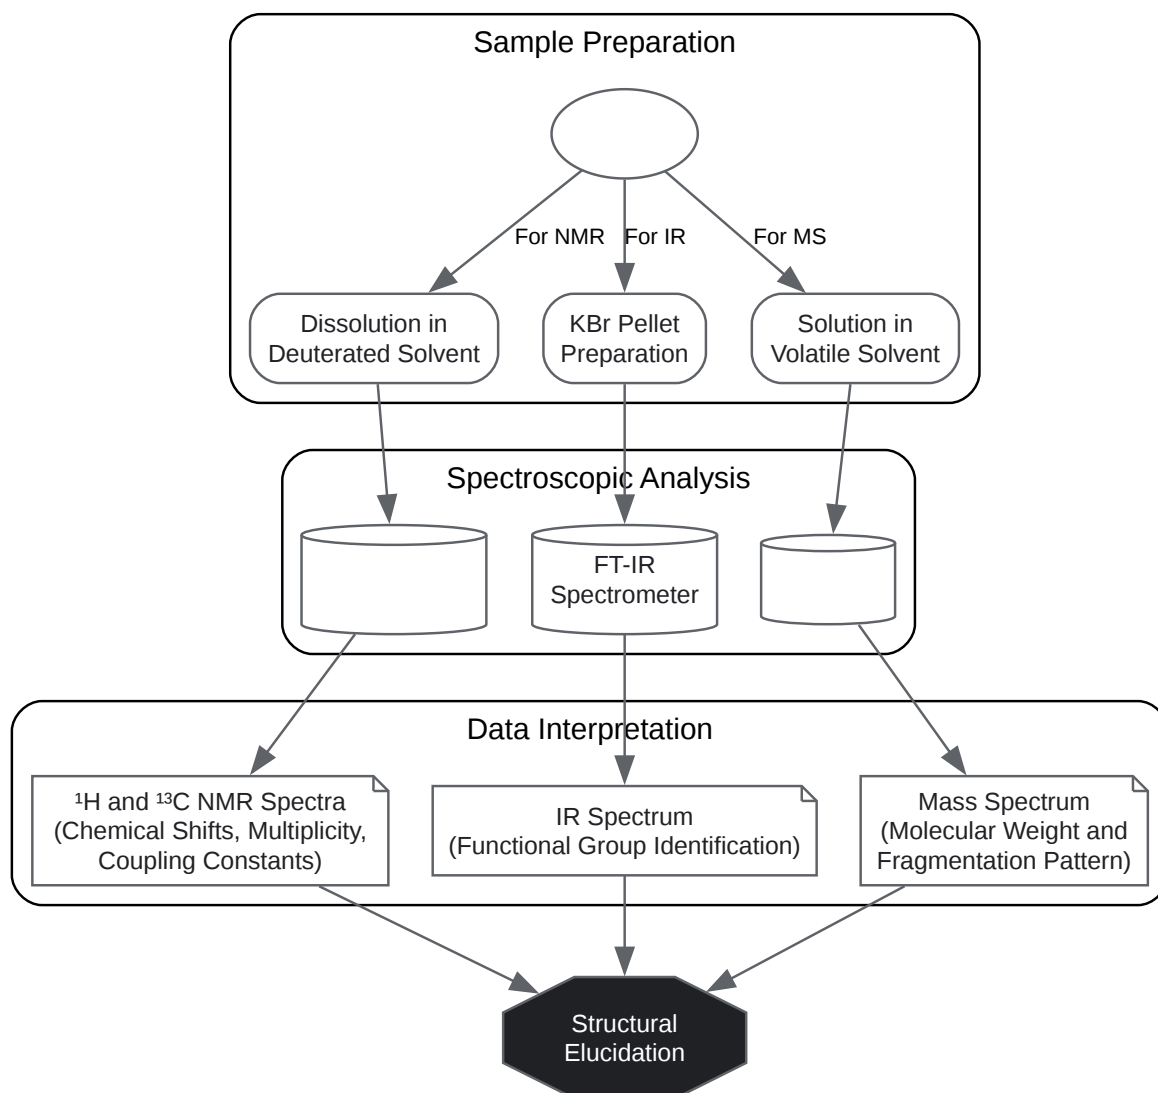 Sample Preparation
For NMR
For IR
For MS
Dissolution in
Deuterated Solvent
KBr Pellet
Preparation
Solution in
Volatile Solvent
Spectroscopic Analysis
FT-IR
Spectrometer
Data Interpretation
¹H and ¹³C NMR Spectra
(Chemical Shifts, Multiplicity,
Coupling Constants)
IR Spectrum
(Functional Group Identification)
Mass Spectrum
(Molecular Weight and
Fragmentation Pattern)
Structural
Elucidation